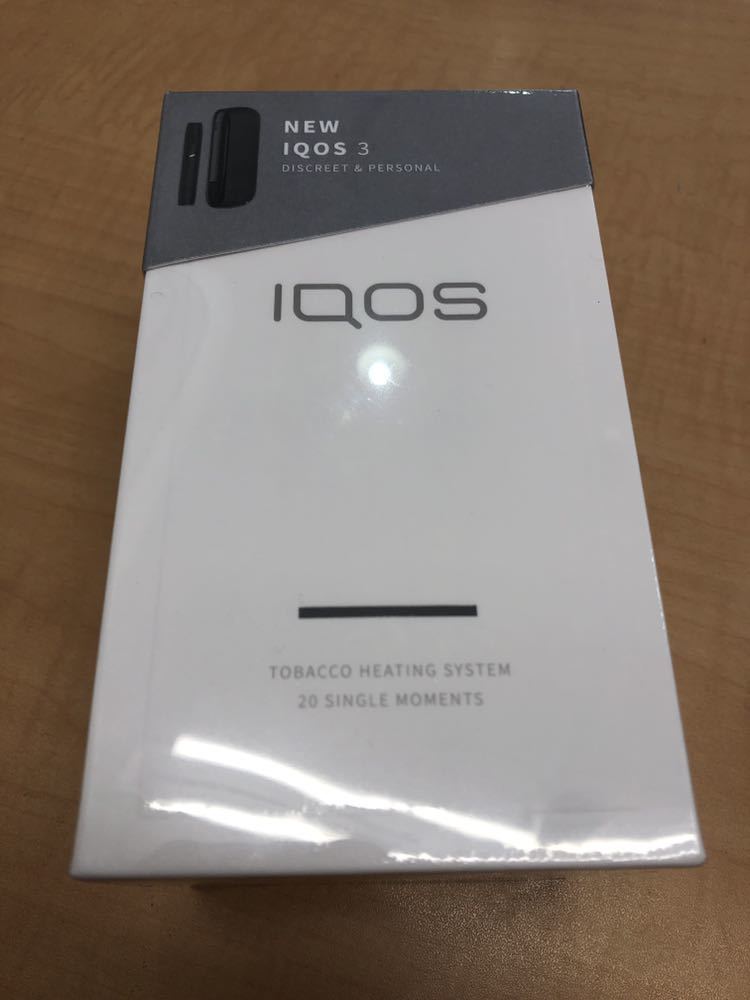 NEW
IQOS 3
DISCREET & PERSONAL
IQOS
TOBACCO HEATING SYSTEM
20 SINGLE MOMENTS